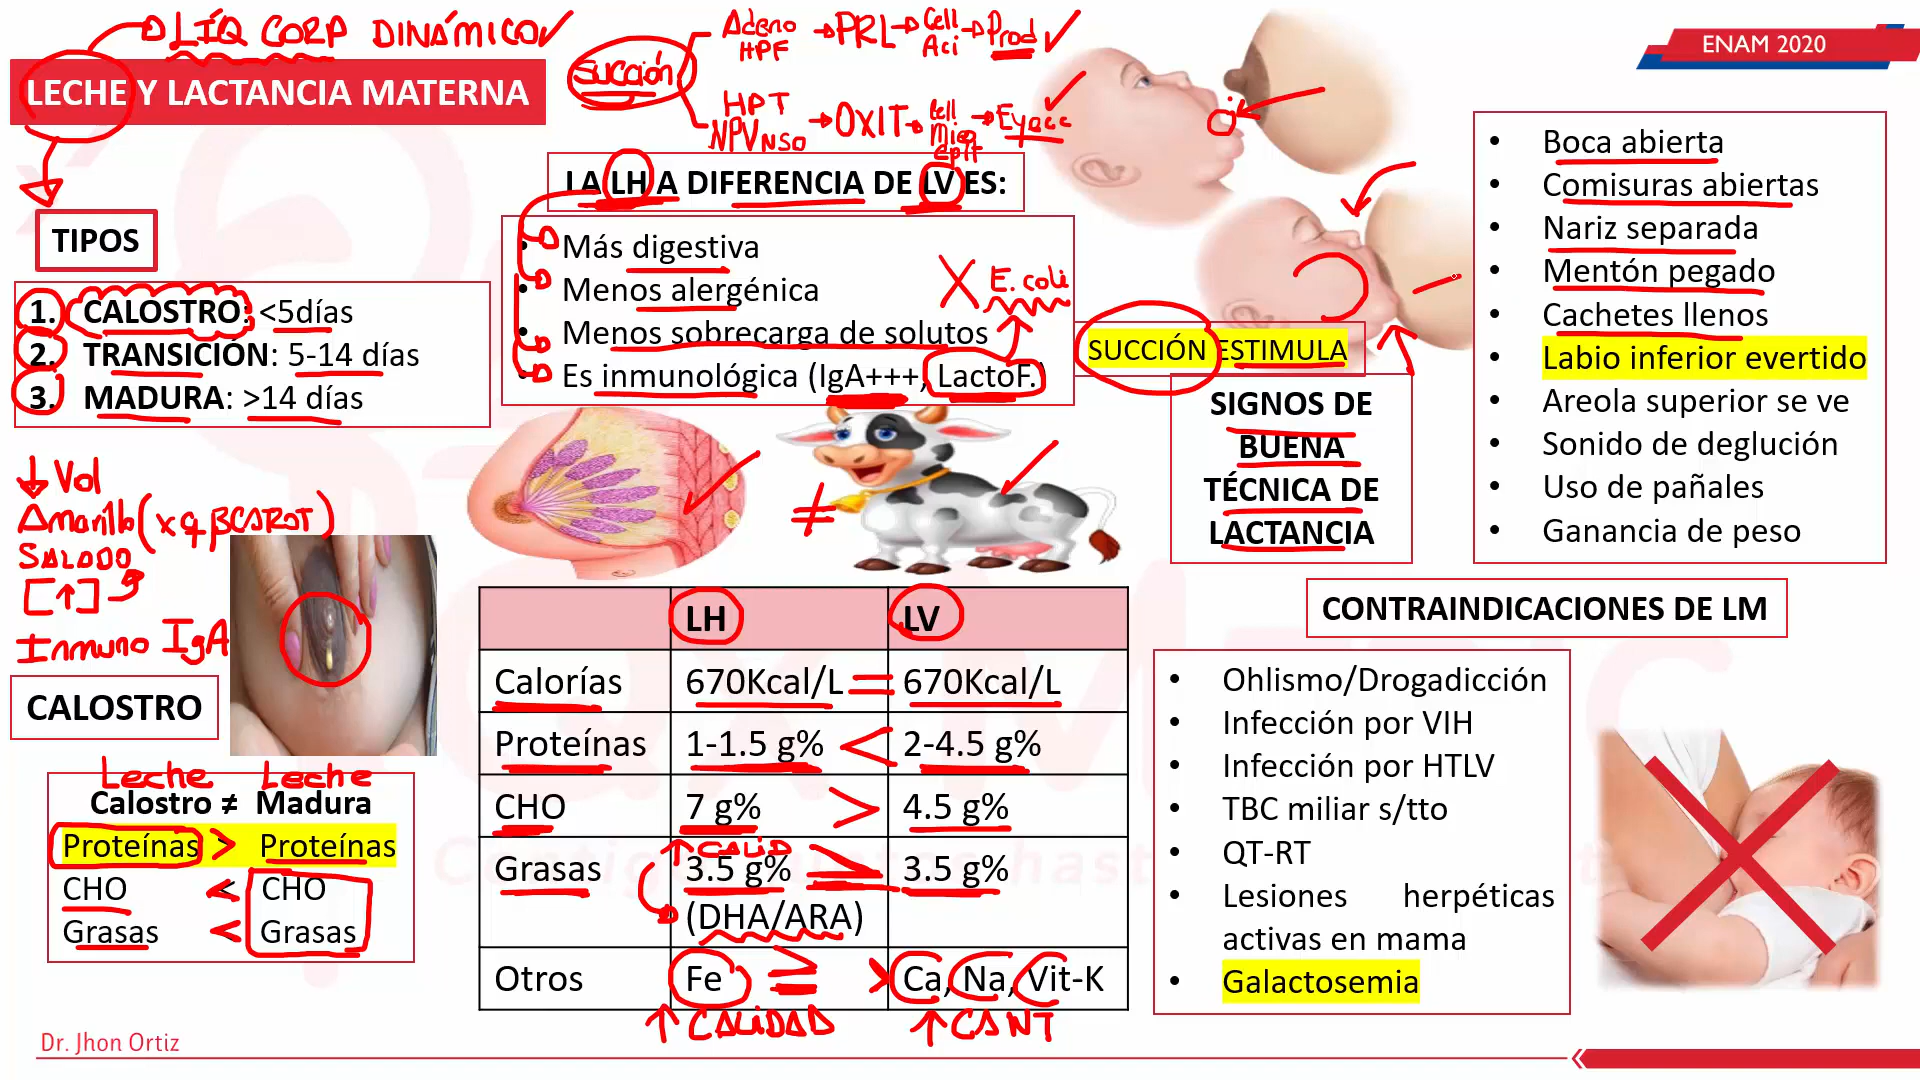 LÍQ CORP DINÁMICO
LECHE Y LACTANCIA MATERNA
Succión
Adeno HPF → PRL → Cell Aci → Prod
HPT NPV NSO → OXIT → Cell Mioepit → Eyecc
ENAM 2020
TIPOS
1. CALOSTRO: <5días
2. TRANSICIÓN: 5-14 días
3. MADURA: >14 días
LA LH A DIFERENCIA DE LV ES:
• Más digestiva
• Menos alergénica
• Menos sobrecarga de solutos
• Es inmunológica (IgA+++, LactoF.)
X E. coli
SUCCIÓN ESTIMULA
SIGNOS DE
BUENA
TÉCNICA DE
LACTANCIA
• Boca abierta
• Comisuras abiertas
• Nariz separada
• Mentón pegado
• Cachetes llenos
• Labio inferior evertido
• Areola superior se ve
• Sonido de deglución
• Uso de pañales
• Ganancia de peso
↓ Vol
Amarillo (x q βCAROT)
SALADO
[↑]
Inmuno IgA
CALOSTRO
Leche Leche
Calostro ≠ Madura
Proteínas > Proteínas
CHO < CHO
Grasas < Grasas
≠
LH LV
Calorías 670Kcal/L = 670Kcal/L
Proteínas 1-1.5 g% < 2-4.5 g%
CHO 7 g% > 4.5 g%
↑ CALID
Grasas 3.5 g% ≥ 3.5 g%
(DHA/ARA)
Otros Fe ≥ Ca, Na, Vit-K
↑ CALIDAD ↑ CANT
CONTRAINDICACIONES DE LM
• Ohlismo/Drogadicción
• Infección por VIH
• Infección por HTLV
• TBC miliar s/tto
• QT-RT
• Lesiones herpéticas
activas en mama
• Galactosemia
Dr. Jhon Ortiz